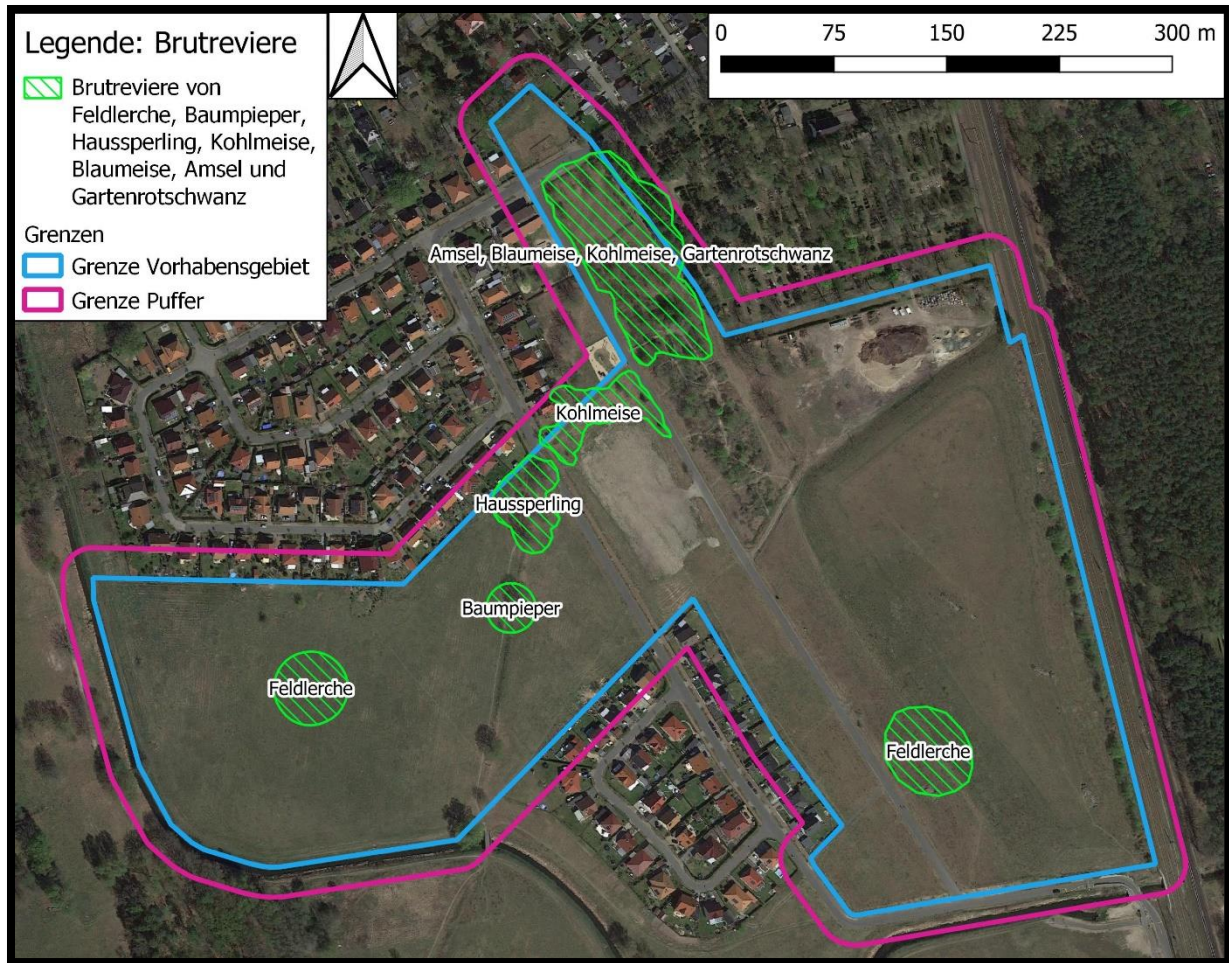 Legende: Brutreviere
Brutreviere von
Feldlerche, Baumpieper,
Haussperling, Kohlmeise,
Blaumeise, Amsel und
Gartenrotschwanz
Grenzen
Grenze Vorhabensgebiet
Grenze Puffer
0 75 150 225 300 m
Amsel, Blaumeise, Kohlmeise, Gartenrotschwanz
Kohlmeise
Haussperling
Baumpieper
Feldlerche
Feldlerche